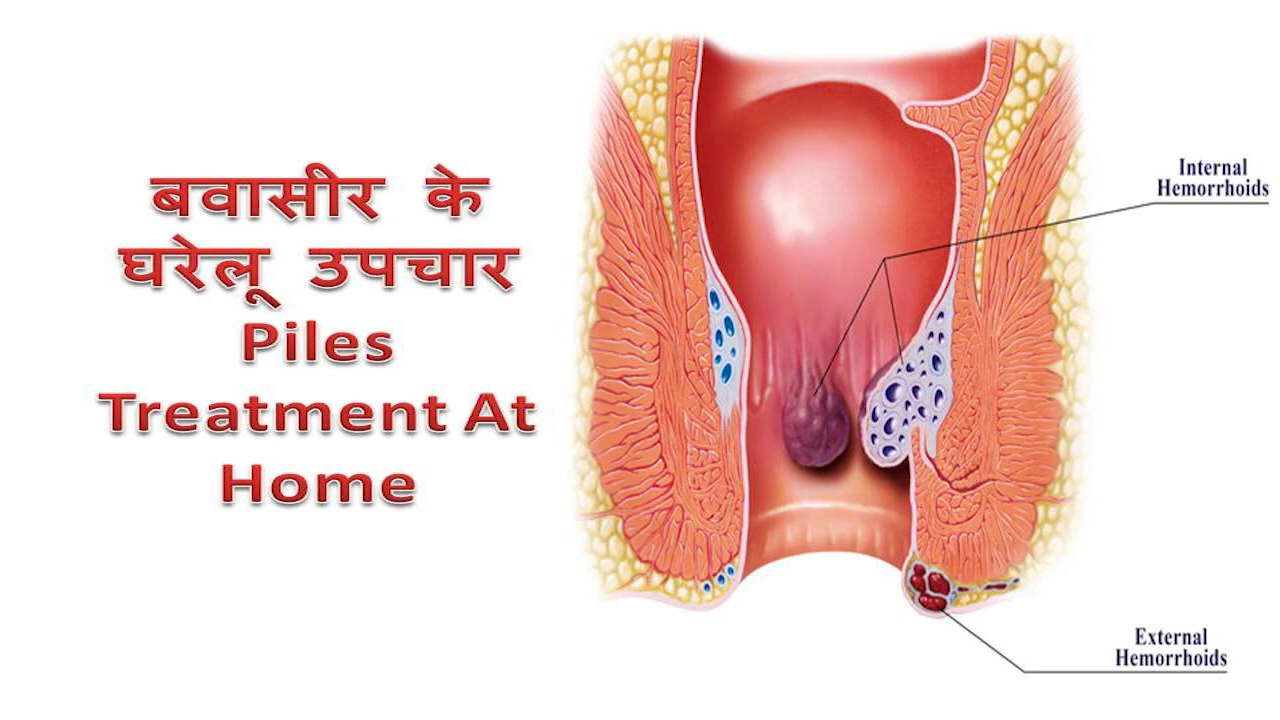 बवासीर के
घरेलू उपचार
Piles
Treatment At
Home
Internal
Hemorrhoids
External
Hemorrhoids